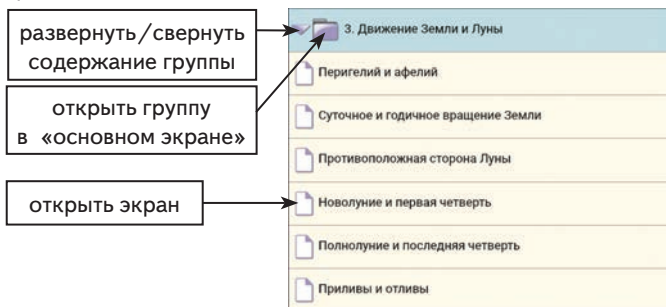 развернуть/свернуть
содержание группы
открыть группу
в «основном экране»
открыть экран
3. Движение Земли и Луны
Перигелий и афелий
Суточное и годичное вращение Земли
Противоположная сторона Луны
Новолуние и первая четверть
Полнолуние и последняя четверть
Приливы и отливы